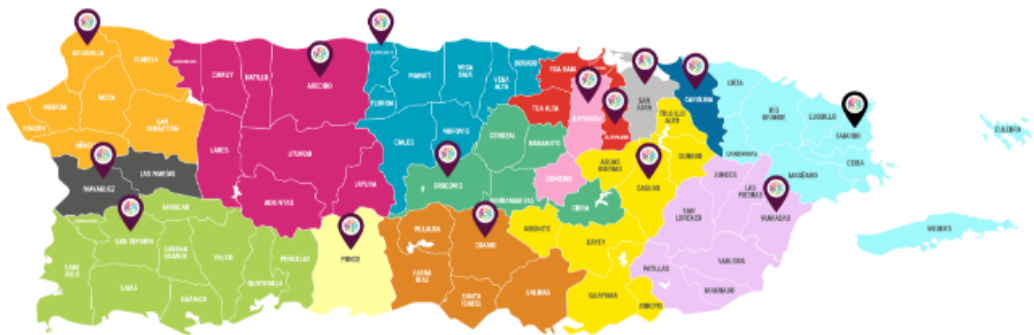 AGUADILLA
ISABELA
MOCA
AGUADA
RINCÓN
AÑASCO
SAN SEBASTIÁN
CAMUY
HATILLO
ARECIBO
LARES
UTUADO
ADJUNTAS
JAYUYA
MAYAGUEZ
LAS MARÍAS
MARICAO
SAN GERMÁN
SABANA GRANDE
YAUCO
CABO ROJO
LAJAS
GUÁNICA
GUAYANILLA
PEÑUELAS
PONCE
FLORIDA
MANATÍ
VEGA BAJA
VEGA ALTA
DORADO
CIALES
MOROVIS
OROCOVIS
COROZAL
NARANJITO
BARRANQUITAS
CIDRA
TOA BAJA
TOA ALTA
BAYAMÓN
COMERÍO
GUAYNABO
SAN JUAN
CAROLINA
TRUJILLO ALTO
GURABO
AGUAS BUENAS
CAGUAS
AIBONITO
CAYEY
GUAYAMA
ARROYO
VILLALBA
COAMO
JUANA DÍAZ
SANTA ISABEL
SALINAS
LOÍZA
CANÓVANAS
RÍO GRANDE
LUQUILLO
FAJARDO
CEIBA
NAGUABO
JUNCOS
LAS PIEDRAS
HUMACAO
SAN LORENZO
YABUCOA
PATILLAS
MAUNABO
CULEBRA
VIEQUES